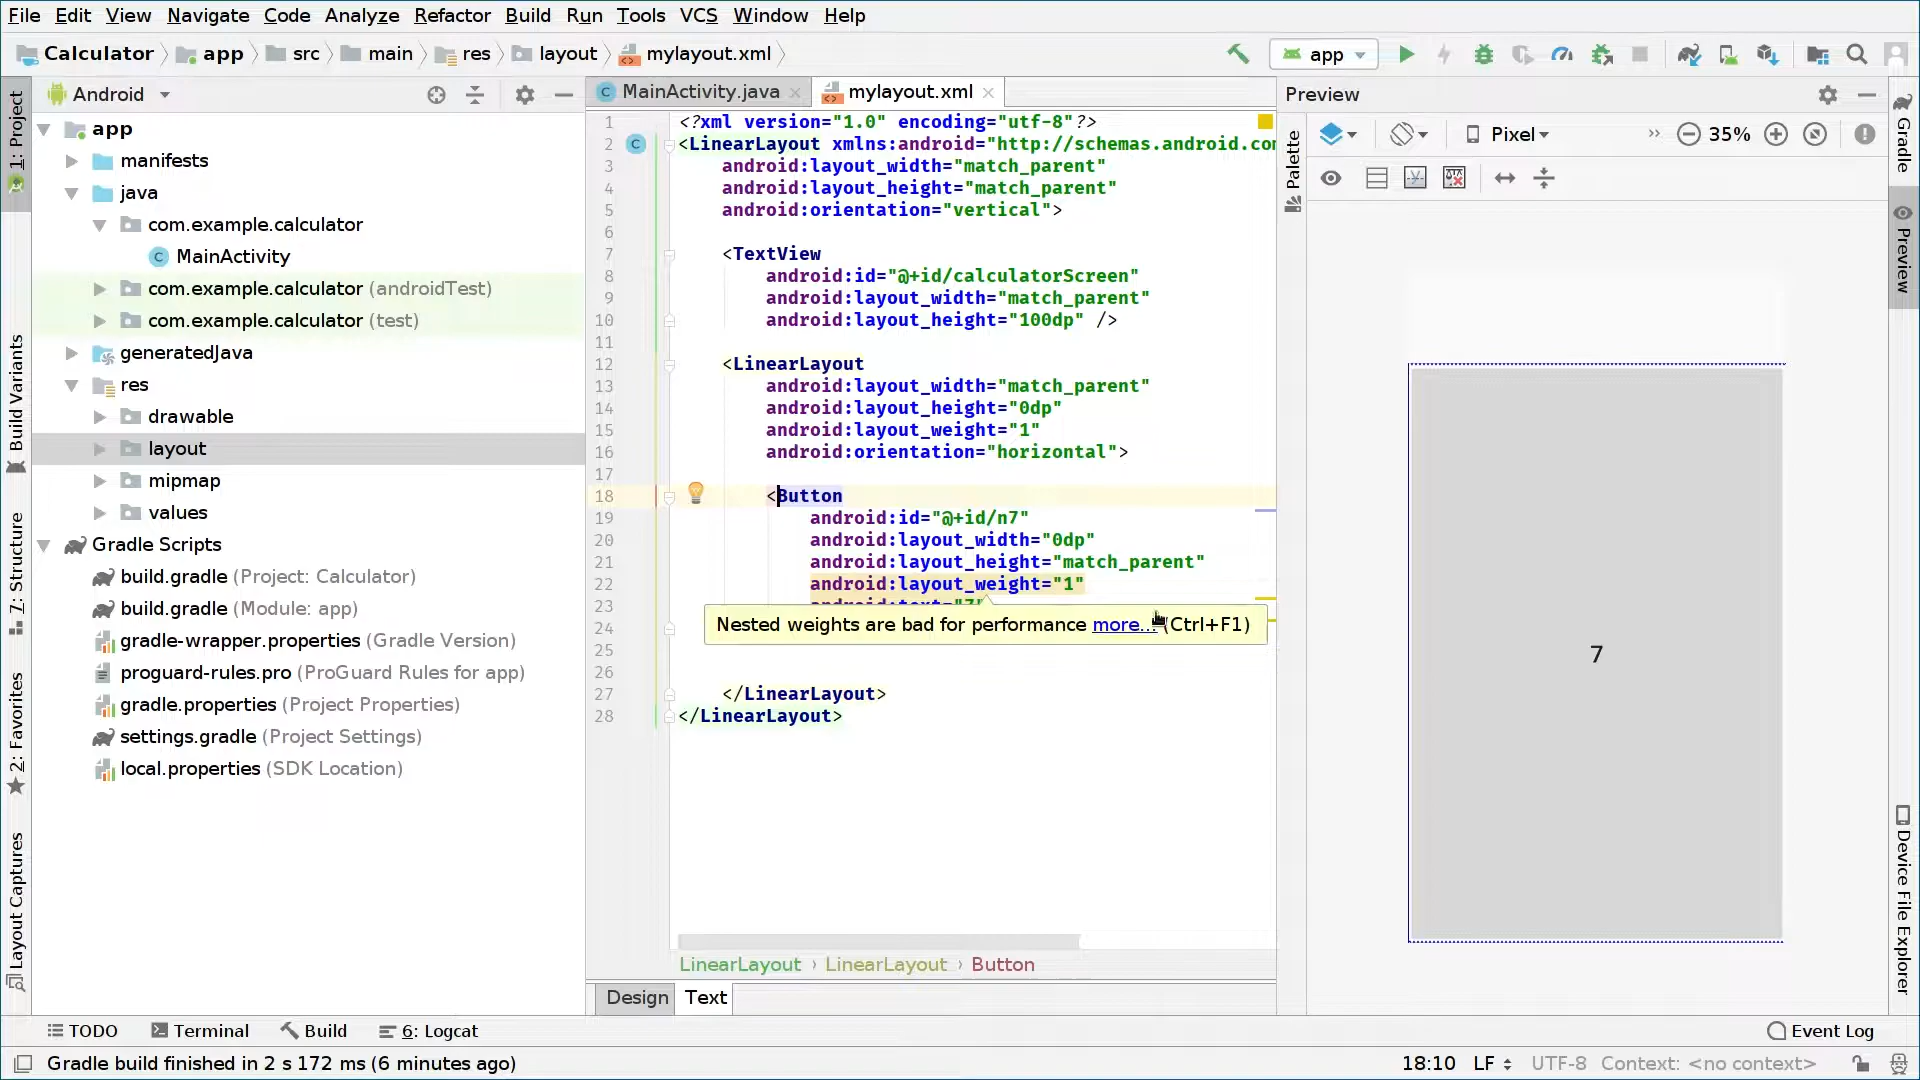 File Edit View Navigate Code Analyze Refactor Build Run Tools VCS Window Help
Calculator app src main res layout mylayout.xml
app
1: Project
Build Variants
7: Structure
2: Favorites
Layout Captures
Android
app
manifests
java
com.example.calculator
MainActivity
com.example.calculator (androidTest)
com.example.calculator (test)
generatedJava
res
drawable
layout
mipmap
values
Gradle Scripts
build.gradle (Project: Calculator)
build.gradle (Module: app)
gradle-wrapper.properties (Gradle Version)
proguard-rules.pro (ProGuard Rules for app)
gradle.properties (Project Properties)
settings.gradle (Project Settings)
local.properties (SDK Location)
MainActivity.java mylayout.xml
1 <?xml version="1.0" encoding="utf-8"?>
2 <LinearLayout xmlns:android="http://schemas.android.com
3 android:layout_width="match_parent"
4 android:layout_height="match_parent"
5 android:orientation="vertical">
6
7 <TextView
8 android:id="@+id/calculatorScreen"
9 android:layout_width="match_parent"
10 android:layout_height="100dp" />
11
12 <LinearLayout
13 android:layout_width="match_parent"
14 android:layout_height="0dp"
15 android:layout_weight="1"
16 android:orientation="horizontal">
17
18 <Button
19 android:id="@+id/n7"
20 android:layout_width="0dp"
21 android:layout_height="match_parent"
22 android:layout_weight="1"
23 android:text="7"
24 Nested weights are bad for performance more... (Ctrl+F1)
25
26
27 </LinearLayout>
28 </LinearLayout>
LinearLayout › LinearLayout › Button
Design Text
Preview
Palette
Pixel
35%
7
Gradle
Preview
Device File Explorer
TODO Terminal Build 6: Logcat Event Log
Gradle build finished in 2 s 172 ms (6 minutes ago) 18:10 LF UTF-8 Context: <no context>